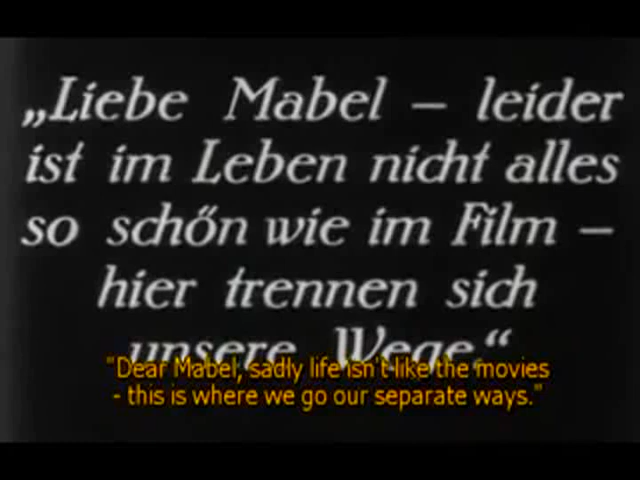 „Liebe Mabel – leider
ist im Leben nicht alles
so schön wie im Film –
hier trennen sich
unsere Wege.“
"Dear Mabel, sadly life isn't like the movies
- this is where we go our separate ways."